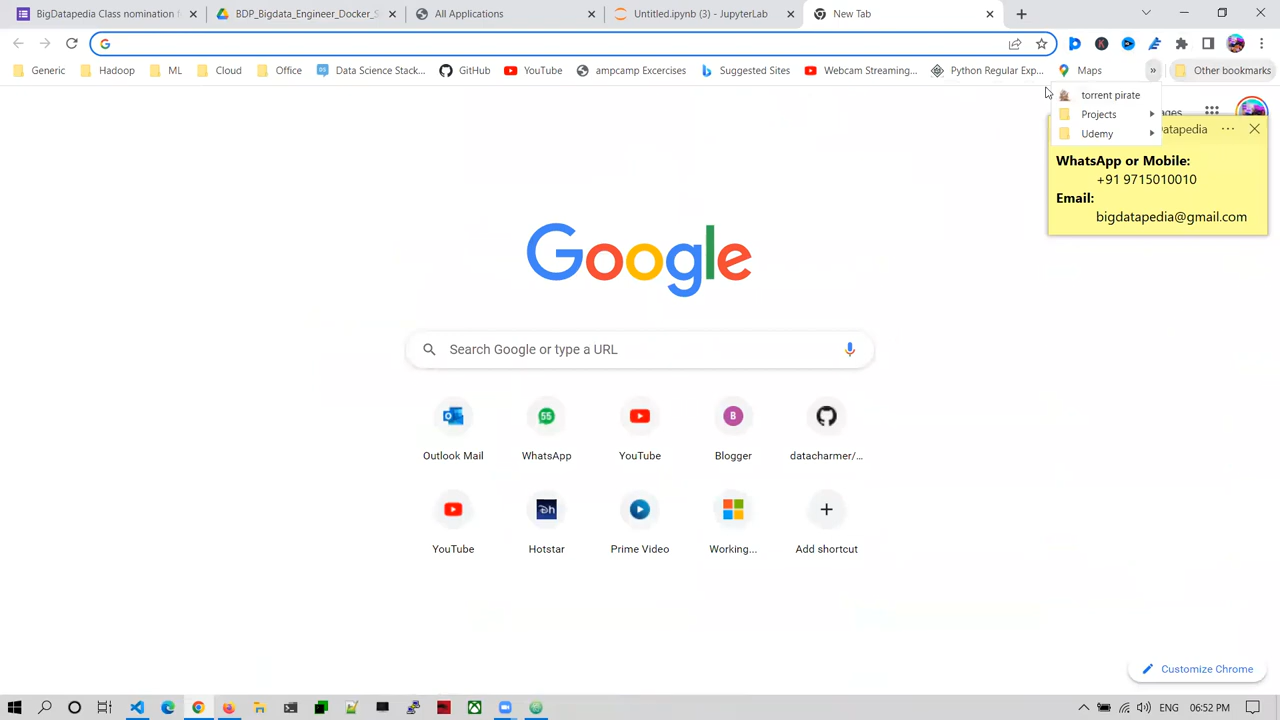 BigDatapedia Class nomination f
BDP_Bigdata_Engineer_Docker_S
All Applications
Untitled.ipynb (3) - JupyterLab
New Tab
Generic
Hadoop
ML
Cloud
Office
Data Science Stack...
GitHub
YouTube
ampcamp Excercises
Suggested Sites
Webcam Streaming...
Python Regular Exp...
Maps
»
Other bookmarks
torrent pirate
Projects
Udemy
ages
atapedia
WhatsApp or Mobile:
+91 9715010010
Email:
bigdatapedia@gmail.com
Google
Search Google or type a URL
Outlook Mail
WhatsApp
YouTube
Blogger
datacharmer/...
YouTube
Hotstar
Prime Video
Working...
Add shortcut
Customize Chrome
ENG
06:52 PM